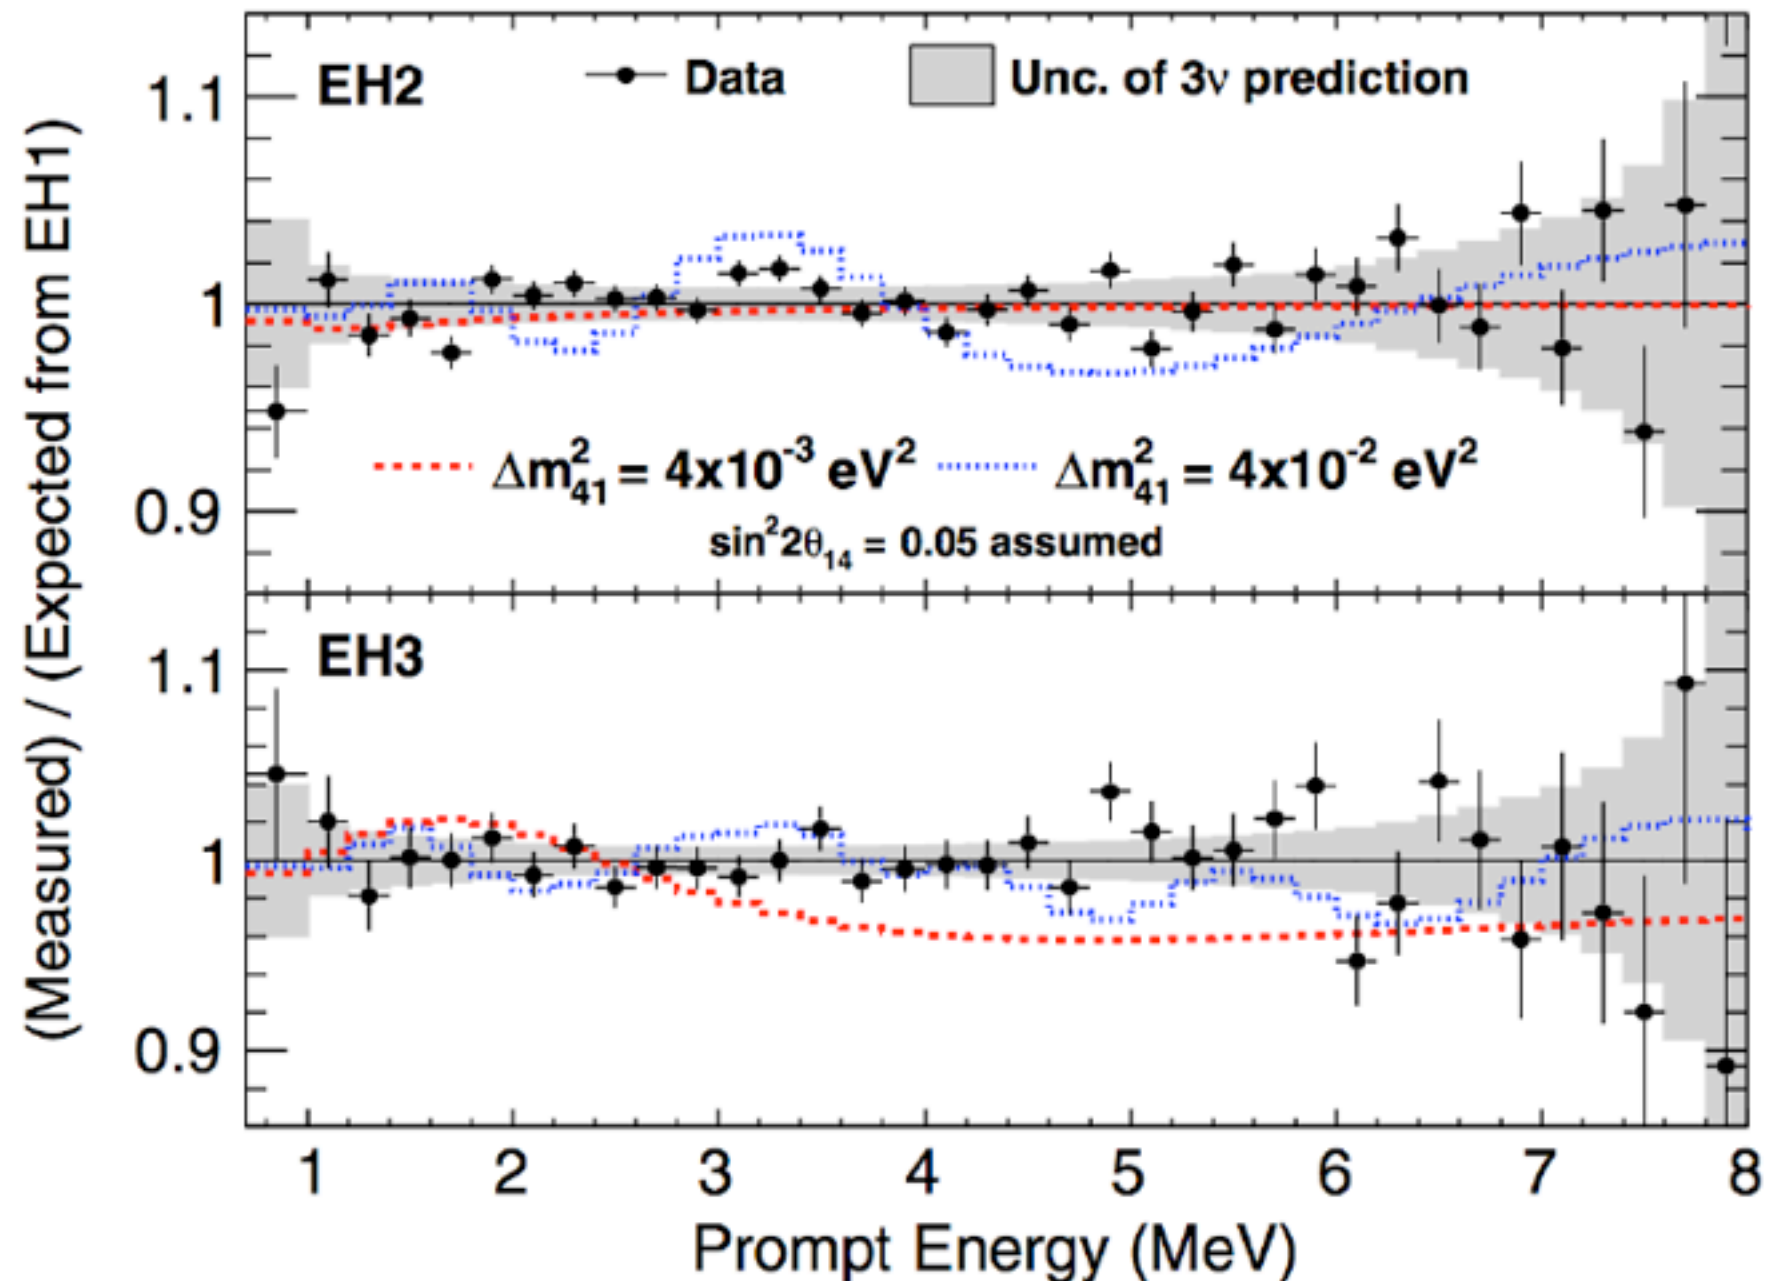 (Measured) / (Expected from EH1)
EH2 Data Unc. of 3ν prediction
1.1
1
0.9
Δm²₄₁ = 4x10⁻³ eV² Δm²₄₁ = 4x10⁻² eV²
sin²2θ₁₄ = 0.05 assumed
EH3
1.1
1
0.9
1 2 3 4 5 6 7 8
Prompt Energy (MeV)